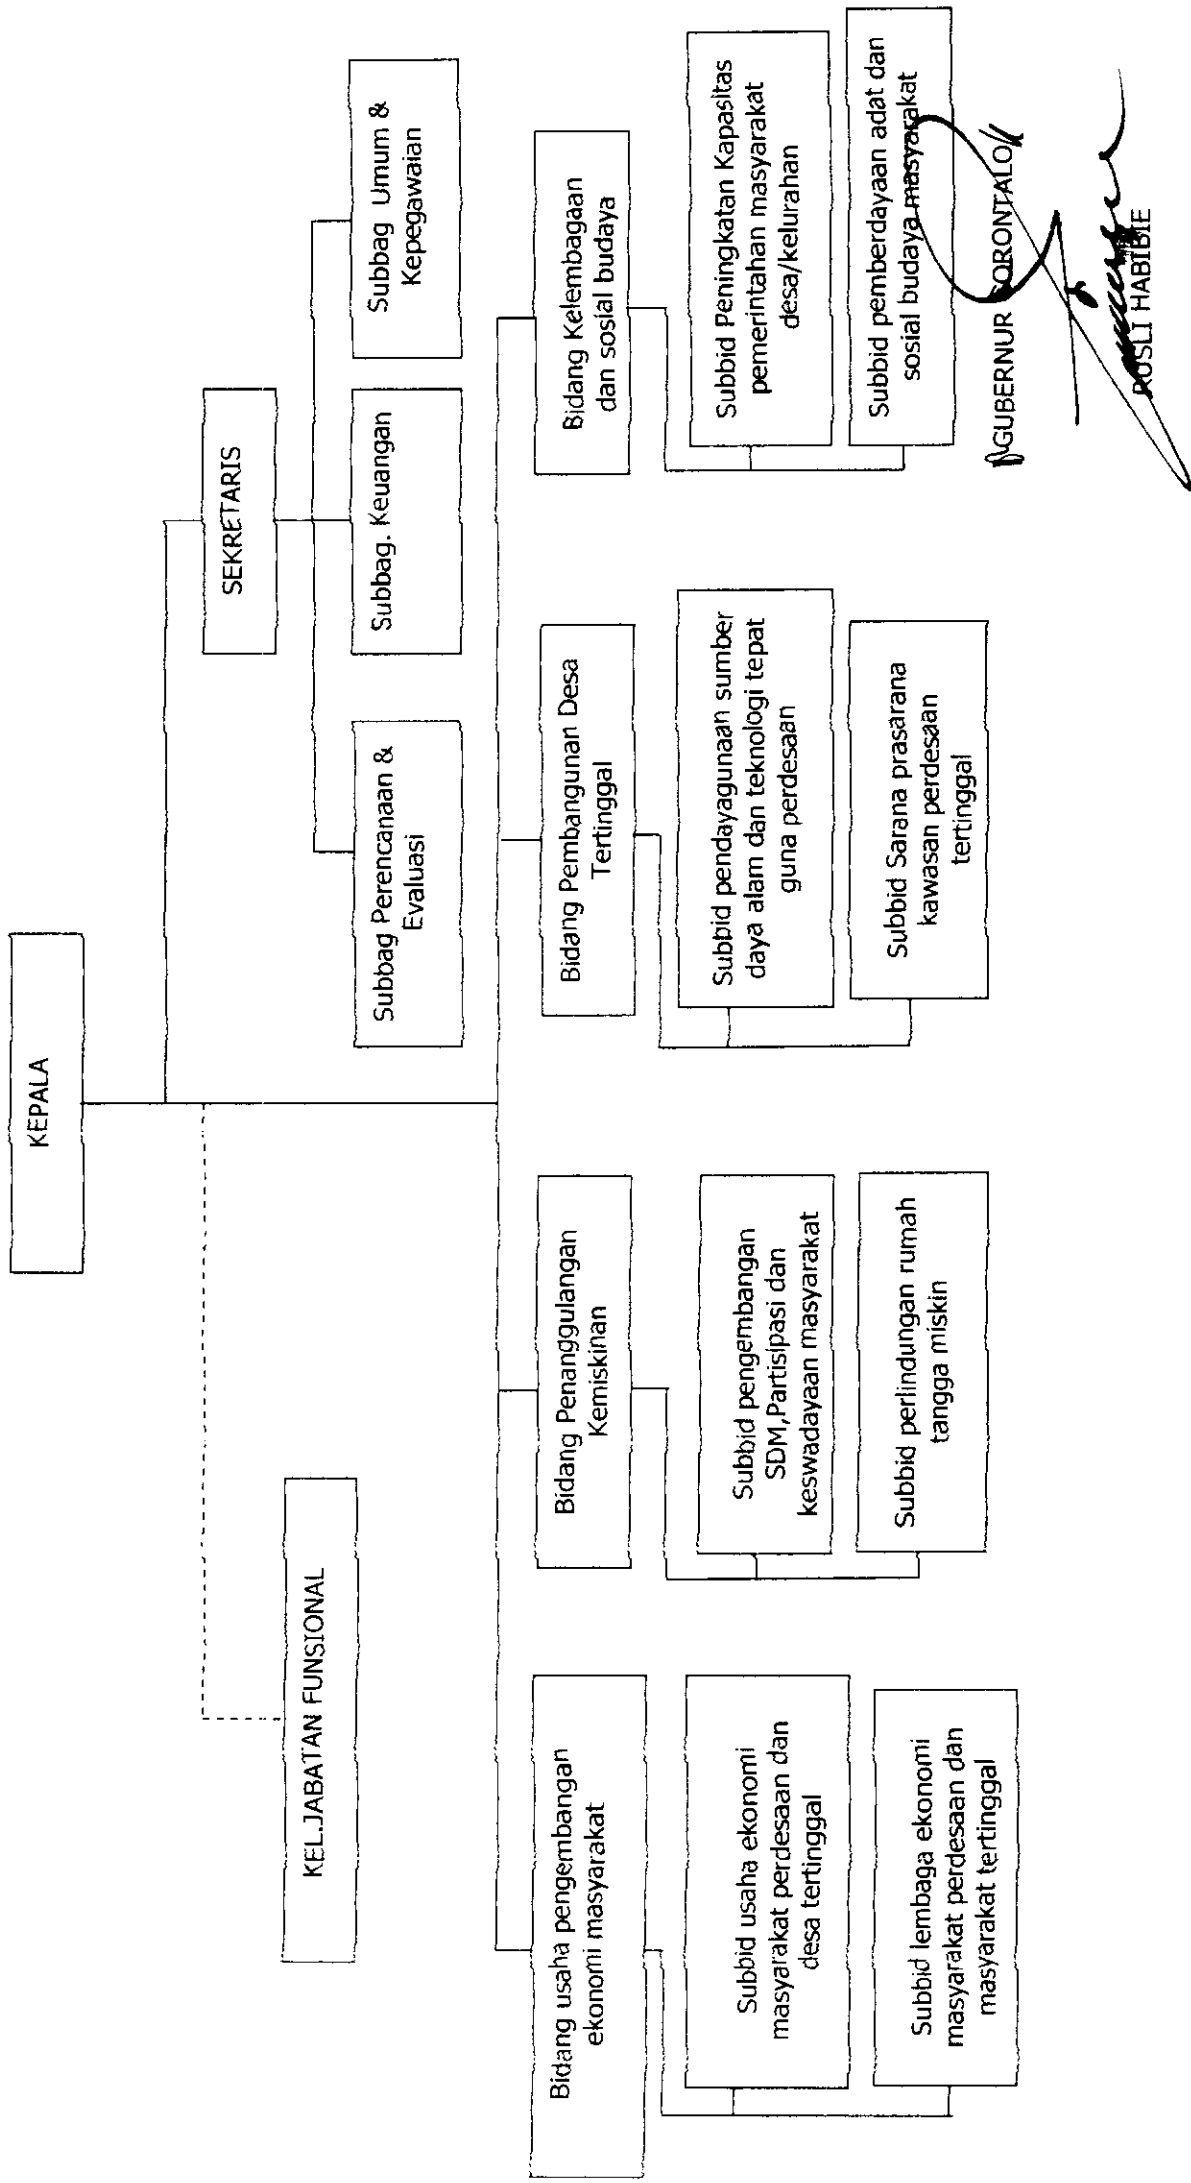 KEPALA
SEKRETARIS
KEL.JABATAN FUNSIONAL
Subbag Perencanaan &
Evaluasi
Subbag. Keuangan
Subbag Umum &
Kepegawaian
Bidang usaha pengembangan
ekonomi masyarakat
Subbid usaha ekonomi
masyarakat perdesaan dan
desa tertinggal
Subbid lembaga ekonomi
masyarakat perdesaan dan
masyarakat tertinggal
Bidang Penanggulangan
Kemiskinan
Subbid pengembangan
SDM,Partisipasi dan
keswadayaan masyarakat
Subbid perlindungan rumah
tangga miskin
Bidang Pembangunan Desa
Tertinggal
Subbid pendayagunaan sumber
daya alam dan teknologi tepat
guna perdesaan
Subbid Sarana prasarana
kawasan perdesaan
tertinggal
Bidang Kelembagaan
dan sosial budaya
Subbid Peningkatan Kapasitas
pemerintahan masyarakat
desa/kelurahan
Subbid pemberdayaan adat dan
sosial budaya masyarakat
GUBERNUR GORONTALO
RUSLI HABIBIE